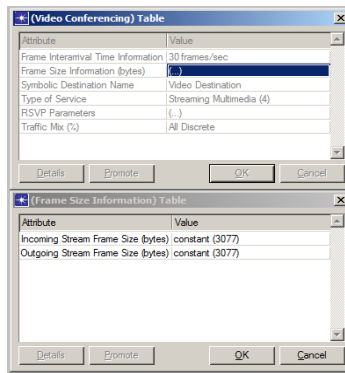 (Video Conferencing) Table
Attribute Value
Frame Interarrival Time Information 30 frames/sec
Frame Size Information (bytes) (...)
Symbolic Destination Name Video Destination
Type of Service Streaming Multimedia (4)
RSVP Parameters (...)
Traffic Mix (%) All Discrete
Details Promote OK Cancel
(Frame Size Information) Table
Attribute Value
Incoming Stream Frame Size (bytes) constant (3077)
Outgoing Stream Frame Size (bytes) constant (3077)
Details Promote OK Cancel